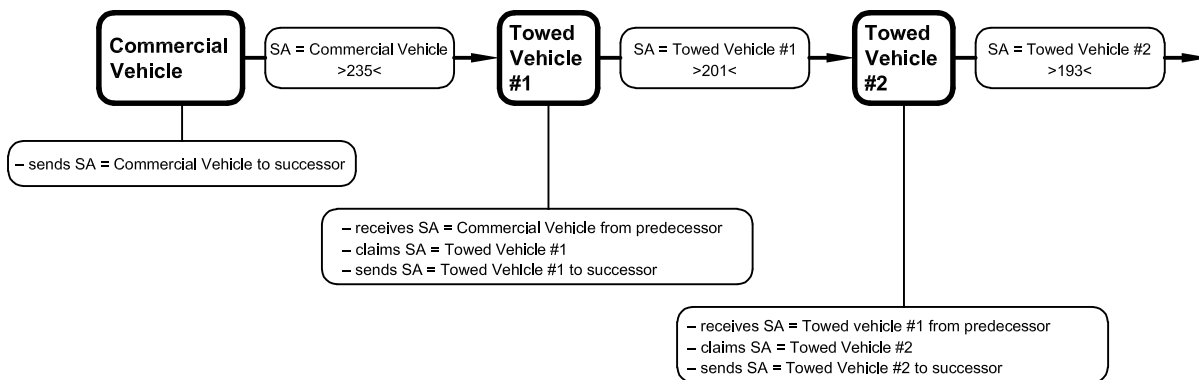 Commercial
Vehicle
SA = Commercial Vehicle
>235<
Towed
Vehicle
#1
SA = Towed Vehicle #1
>201<
Towed
Vehicle
#2
SA = Towed Vehicle #2
>193<
– sends SA = Commercial Vehicle to successor
– receives SA = Commercial Vehicle from predecessor
– claims SA = Towed Vehicle #1
– sends SA = Towed Vehicle #1 to successor
– receives SA = Towed vehicle #1 from predecessor
– claims SA = Towed Vehicle #2
– sends SA = Towed Vehicle #2 to successor